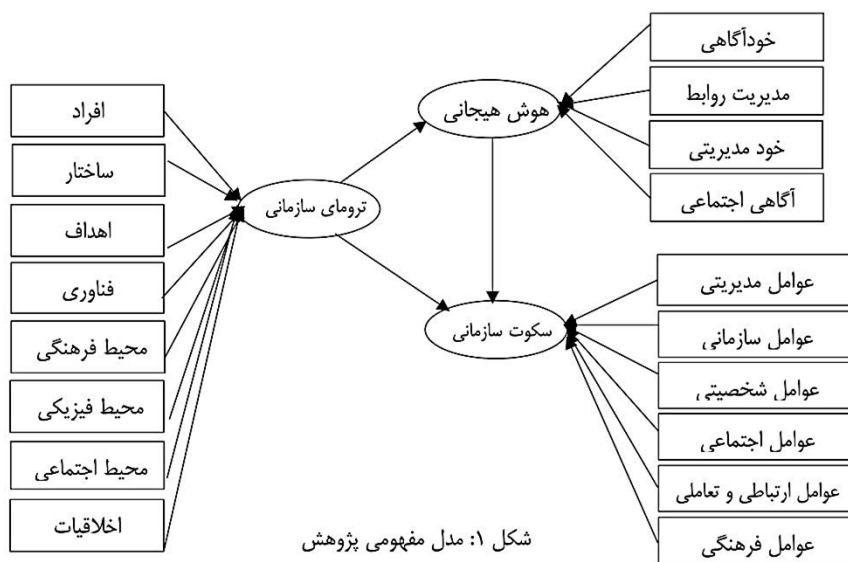 خودآگاهی
مدیریت روابط
خود مدیریتی
آگاهی اجتماعی
هوش هیجانی
افراد
ساختار
اهداف
فناوری
محیط فرهنگی
محیط فیزیکی
محیط اجتماعی
اخلاقیات
ترومای سازمانی
سکوت سازمانی
عوامل مدیریتی
عوامل سازمانی
عوامل شخصیتی
عوامل اجتماعی
عوامل ارتباطی و تعاملی
عوامل فرهنگی
شکل ۱: مدل مفهومی پژوهش